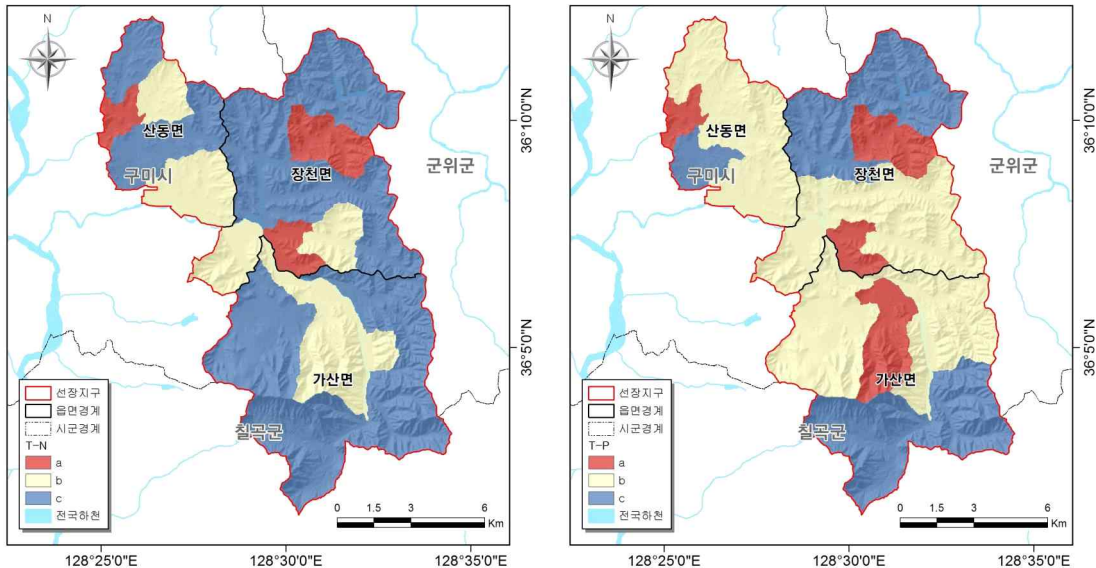 N
산동면
구미시
장천면
군위군
가산면
칠곡군
36°10'0"N
36°5'0"N
선장지구
읍면경계
시군경계
T-N
a
b
c
전국하천
0 1.5 3 6
Km
128°25'0"E 128°30'0"E 128°35'0"E
N
산동면
구미시
장천면
군위군
가산면
칠곡군
36°10'0"N
36°5'0"N
선장지구
읍면경계
시군경계
T-P
a
b
c
전국하천
0 1.5 3 6
Km
128°25'0"E 128°30'0"E 128°35'0"E